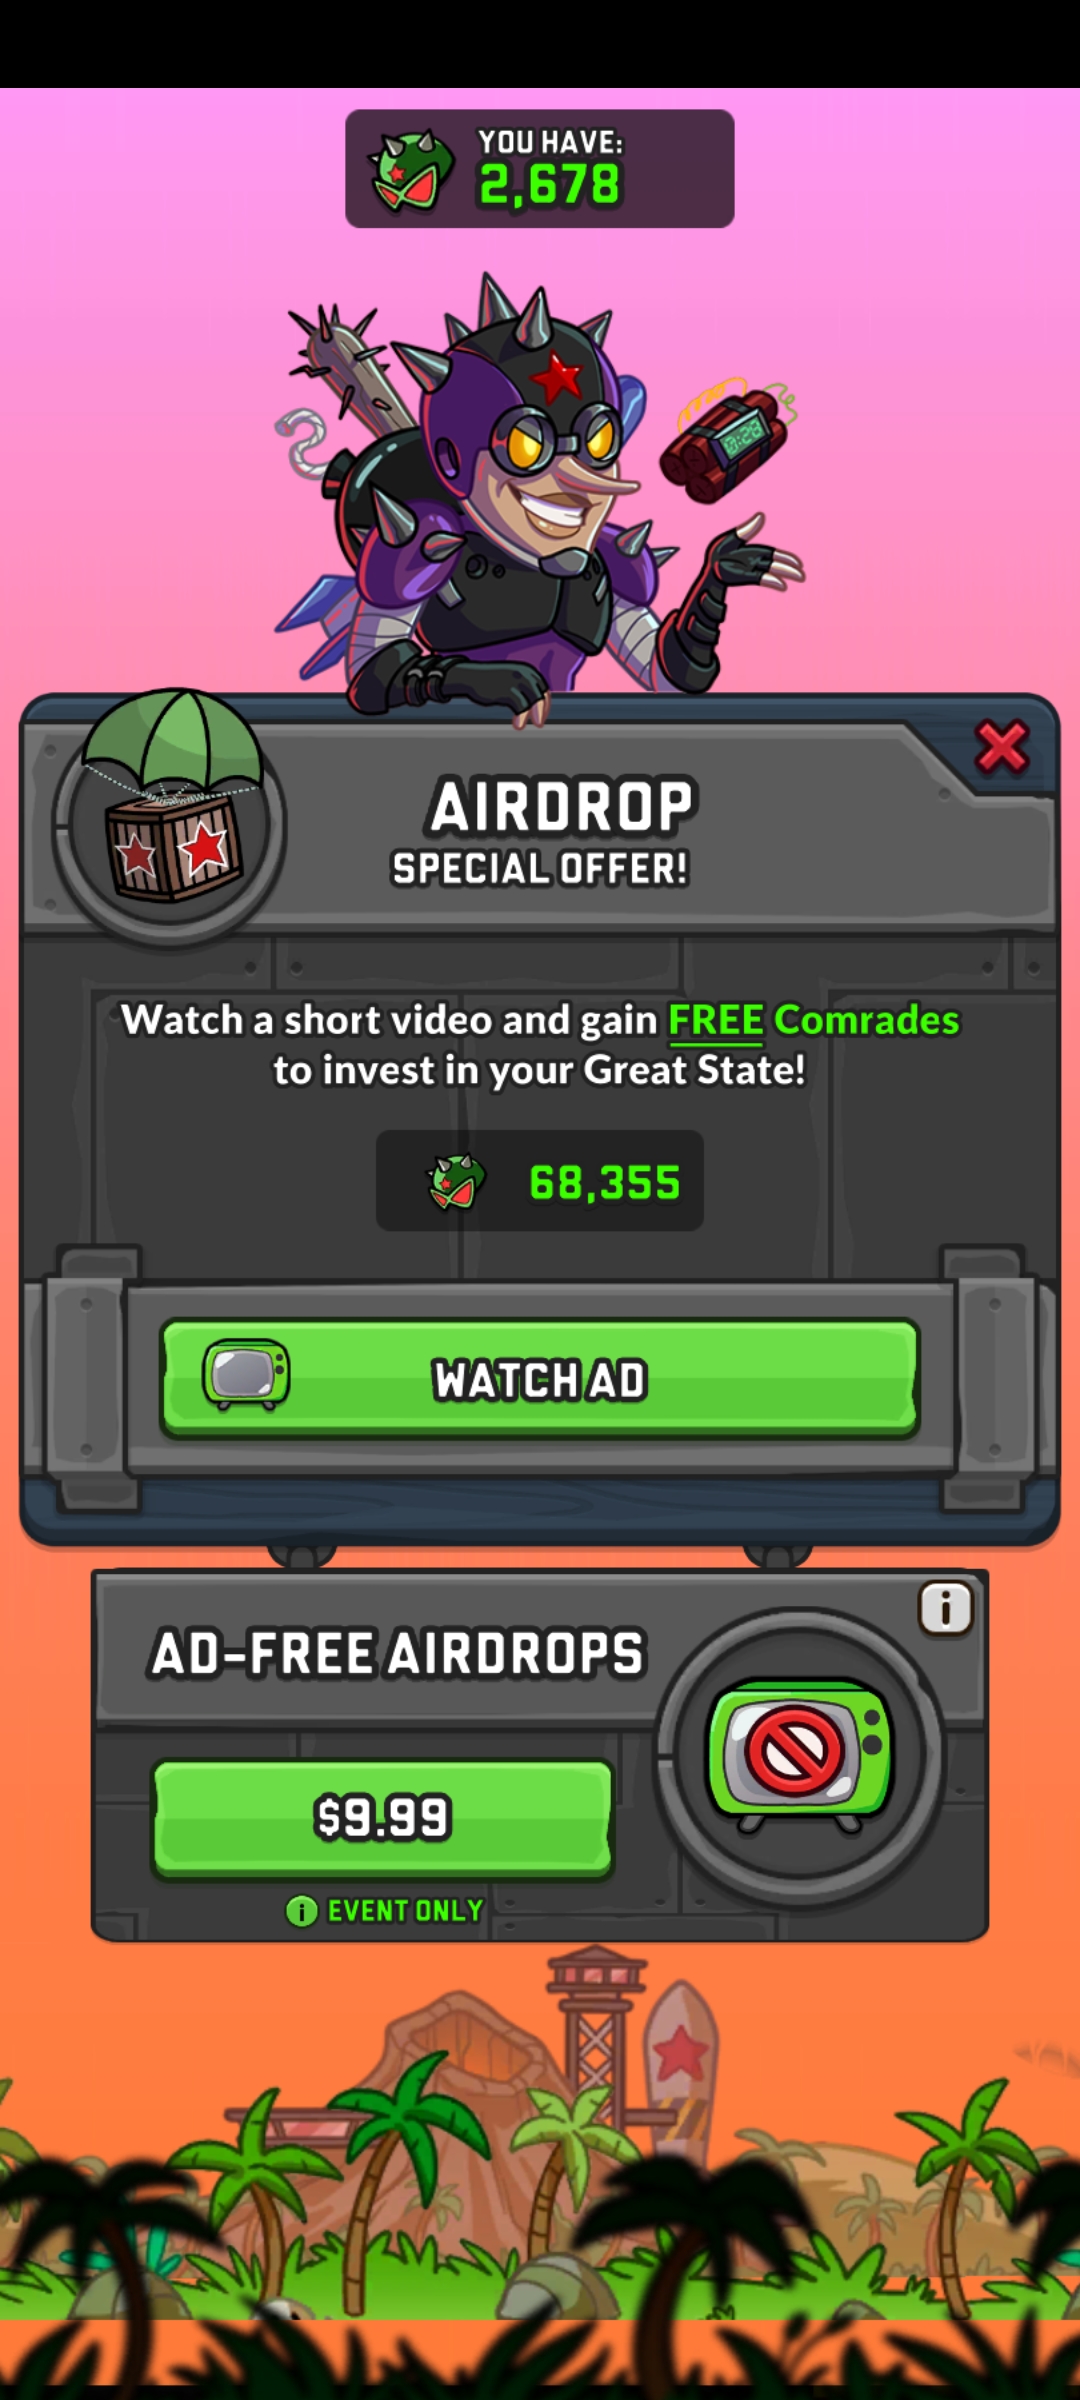 YOU HAVE:
2,678
0:28
AIRDROP
SPECIAL OFFER!
Watch a short video and gain FREE Comrades
to invest in your Great State!
68,355
WATCH AD
AD-FREE AIRDROPS
$9.99
EVENT ONLY